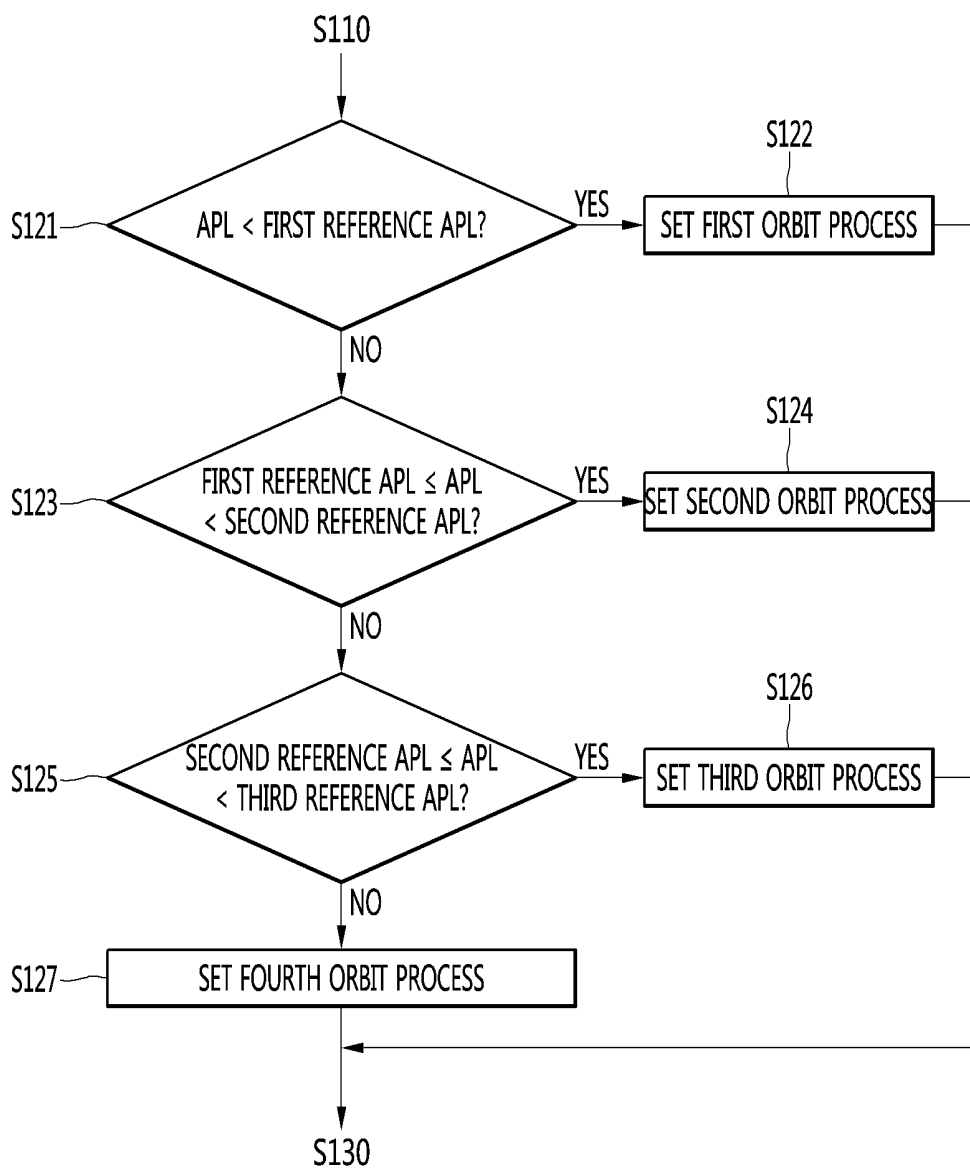 S110
S122
S121
APL < FIRST REFERENCE APL?
YES
SET FIRST ORBIT PROCESS
NO
S124
S123
FIRST REFERENCE APL ≤ APL
< SECOND REFERENCE APL?
YES
SET SECOND ORBIT PROCESS
NO
S126
S125
SECOND REFERENCE APL ≤ APL
< THIRD REFERENCE APL?
YES
SET THIRD ORBIT PROCESS
NO
S127
SET FOURTH ORBIT PROCESS
S130